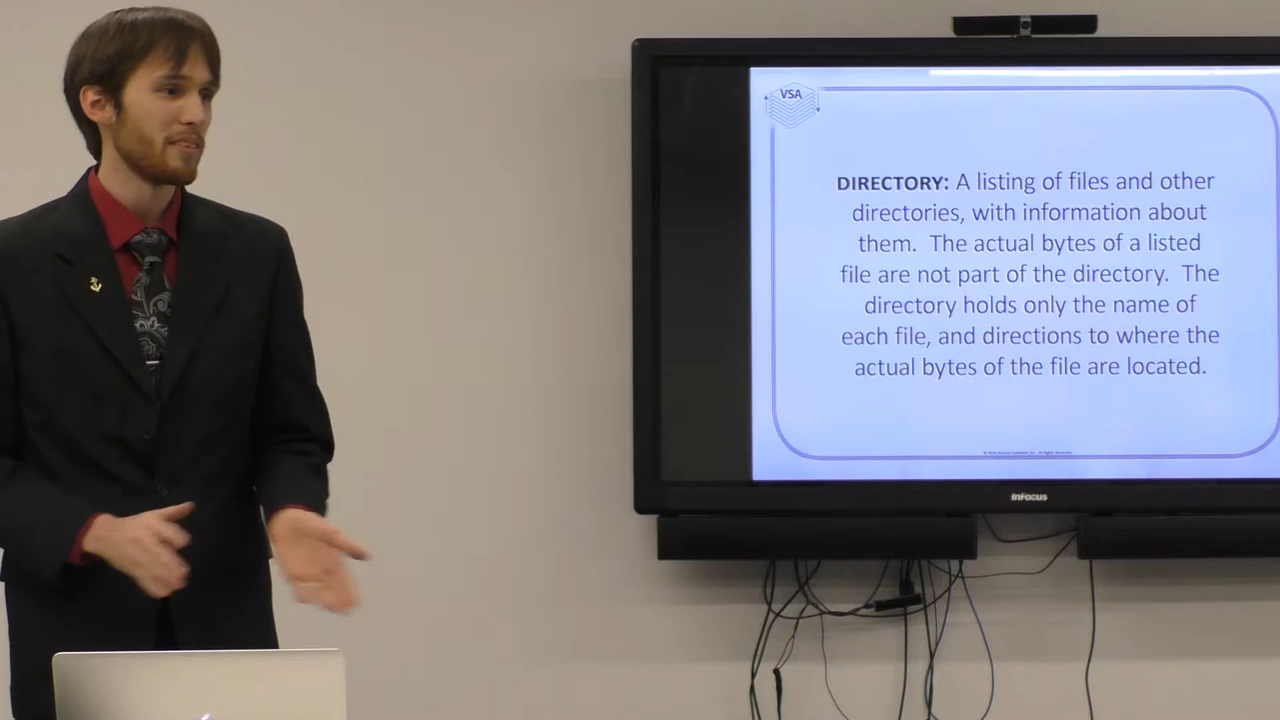 VSA
DIRECTORY: A listing of files and other
directories, with information about
them. The actual bytes of a listed
file are not part of the directory. The
directory holds only the name of
each file, and directions to where the
actual bytes of the file are located.
InFocus